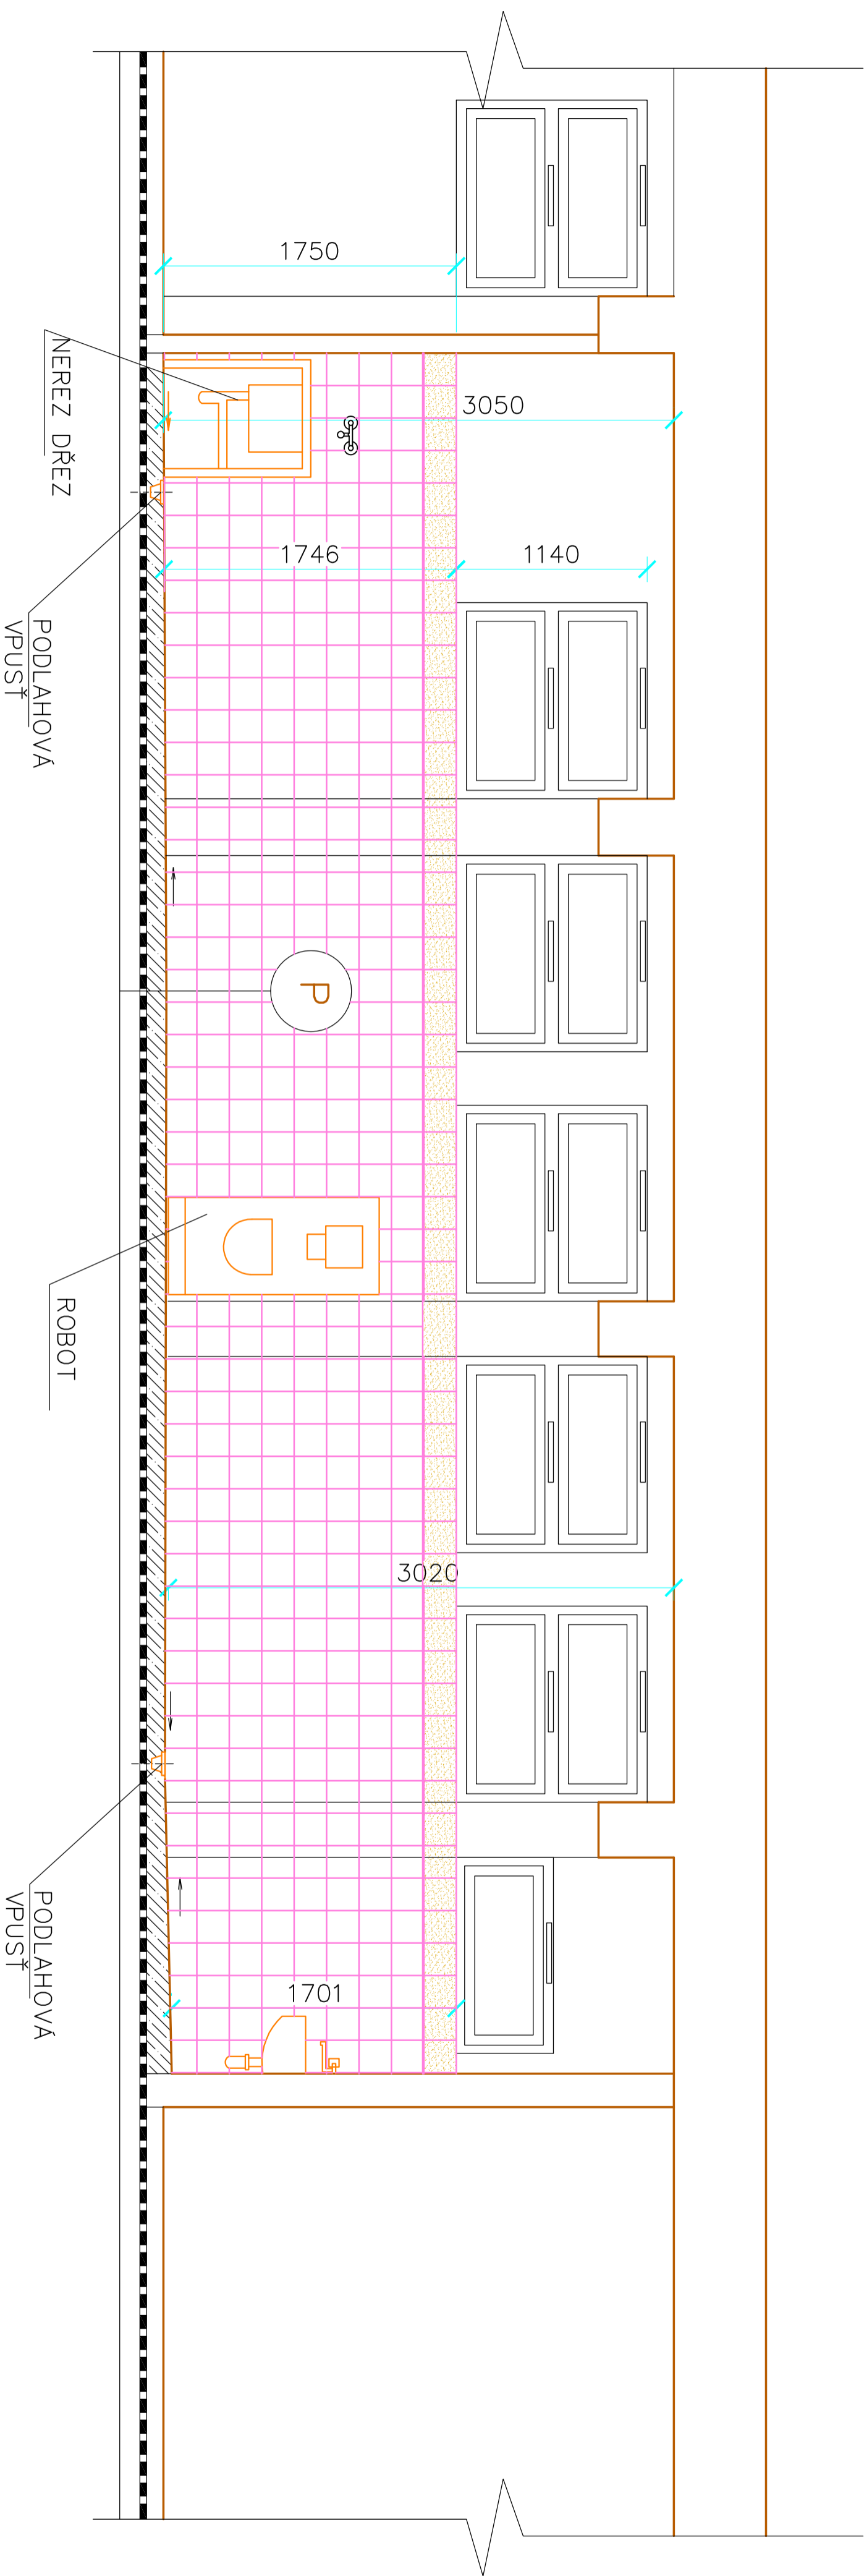 1750
3050
1746
1140
P
3020
1701
NEREZ DŘEZ
PODLAHOVÁ
VPUSŤ
ROBOT
PODLAHOVÁ
VPUSŤ